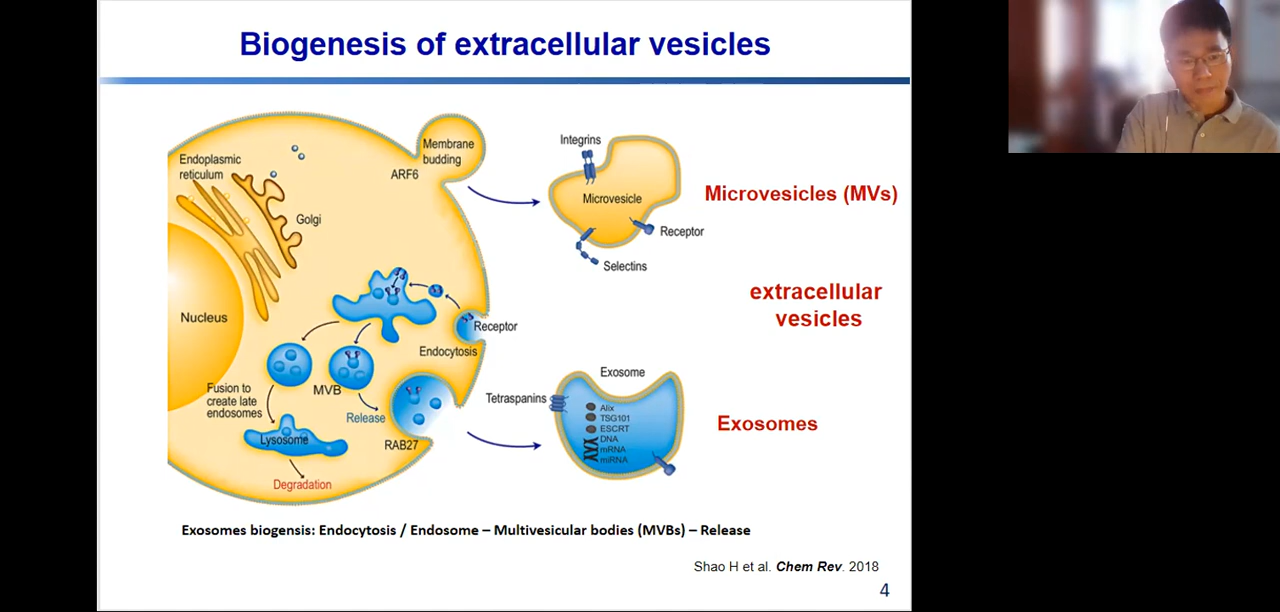 Biogenesis of extracellular vesicles
Endoplasmic
reticulum
Golgi
Nucleus
Membrane
budding
ARF6
Integrins
Microvesicle
Receptor
Selectins
Microvesicles (MVs)
extracellular
vesicles
Receptor
Endocytosis
MVB
Fusion to
create late
endosomes
Release
Lysosome
RAB27
Degradation
Exosome
Tetraspanins
Alix
TSG101
ESCRT
DNA
mRNA
miRNA
Exosomes
Exosomes biogensis: Endocytosis / Endosome – Multivesicular bodies (MVBs) – Release
Shao H et al. Chem Rev. 2018
4